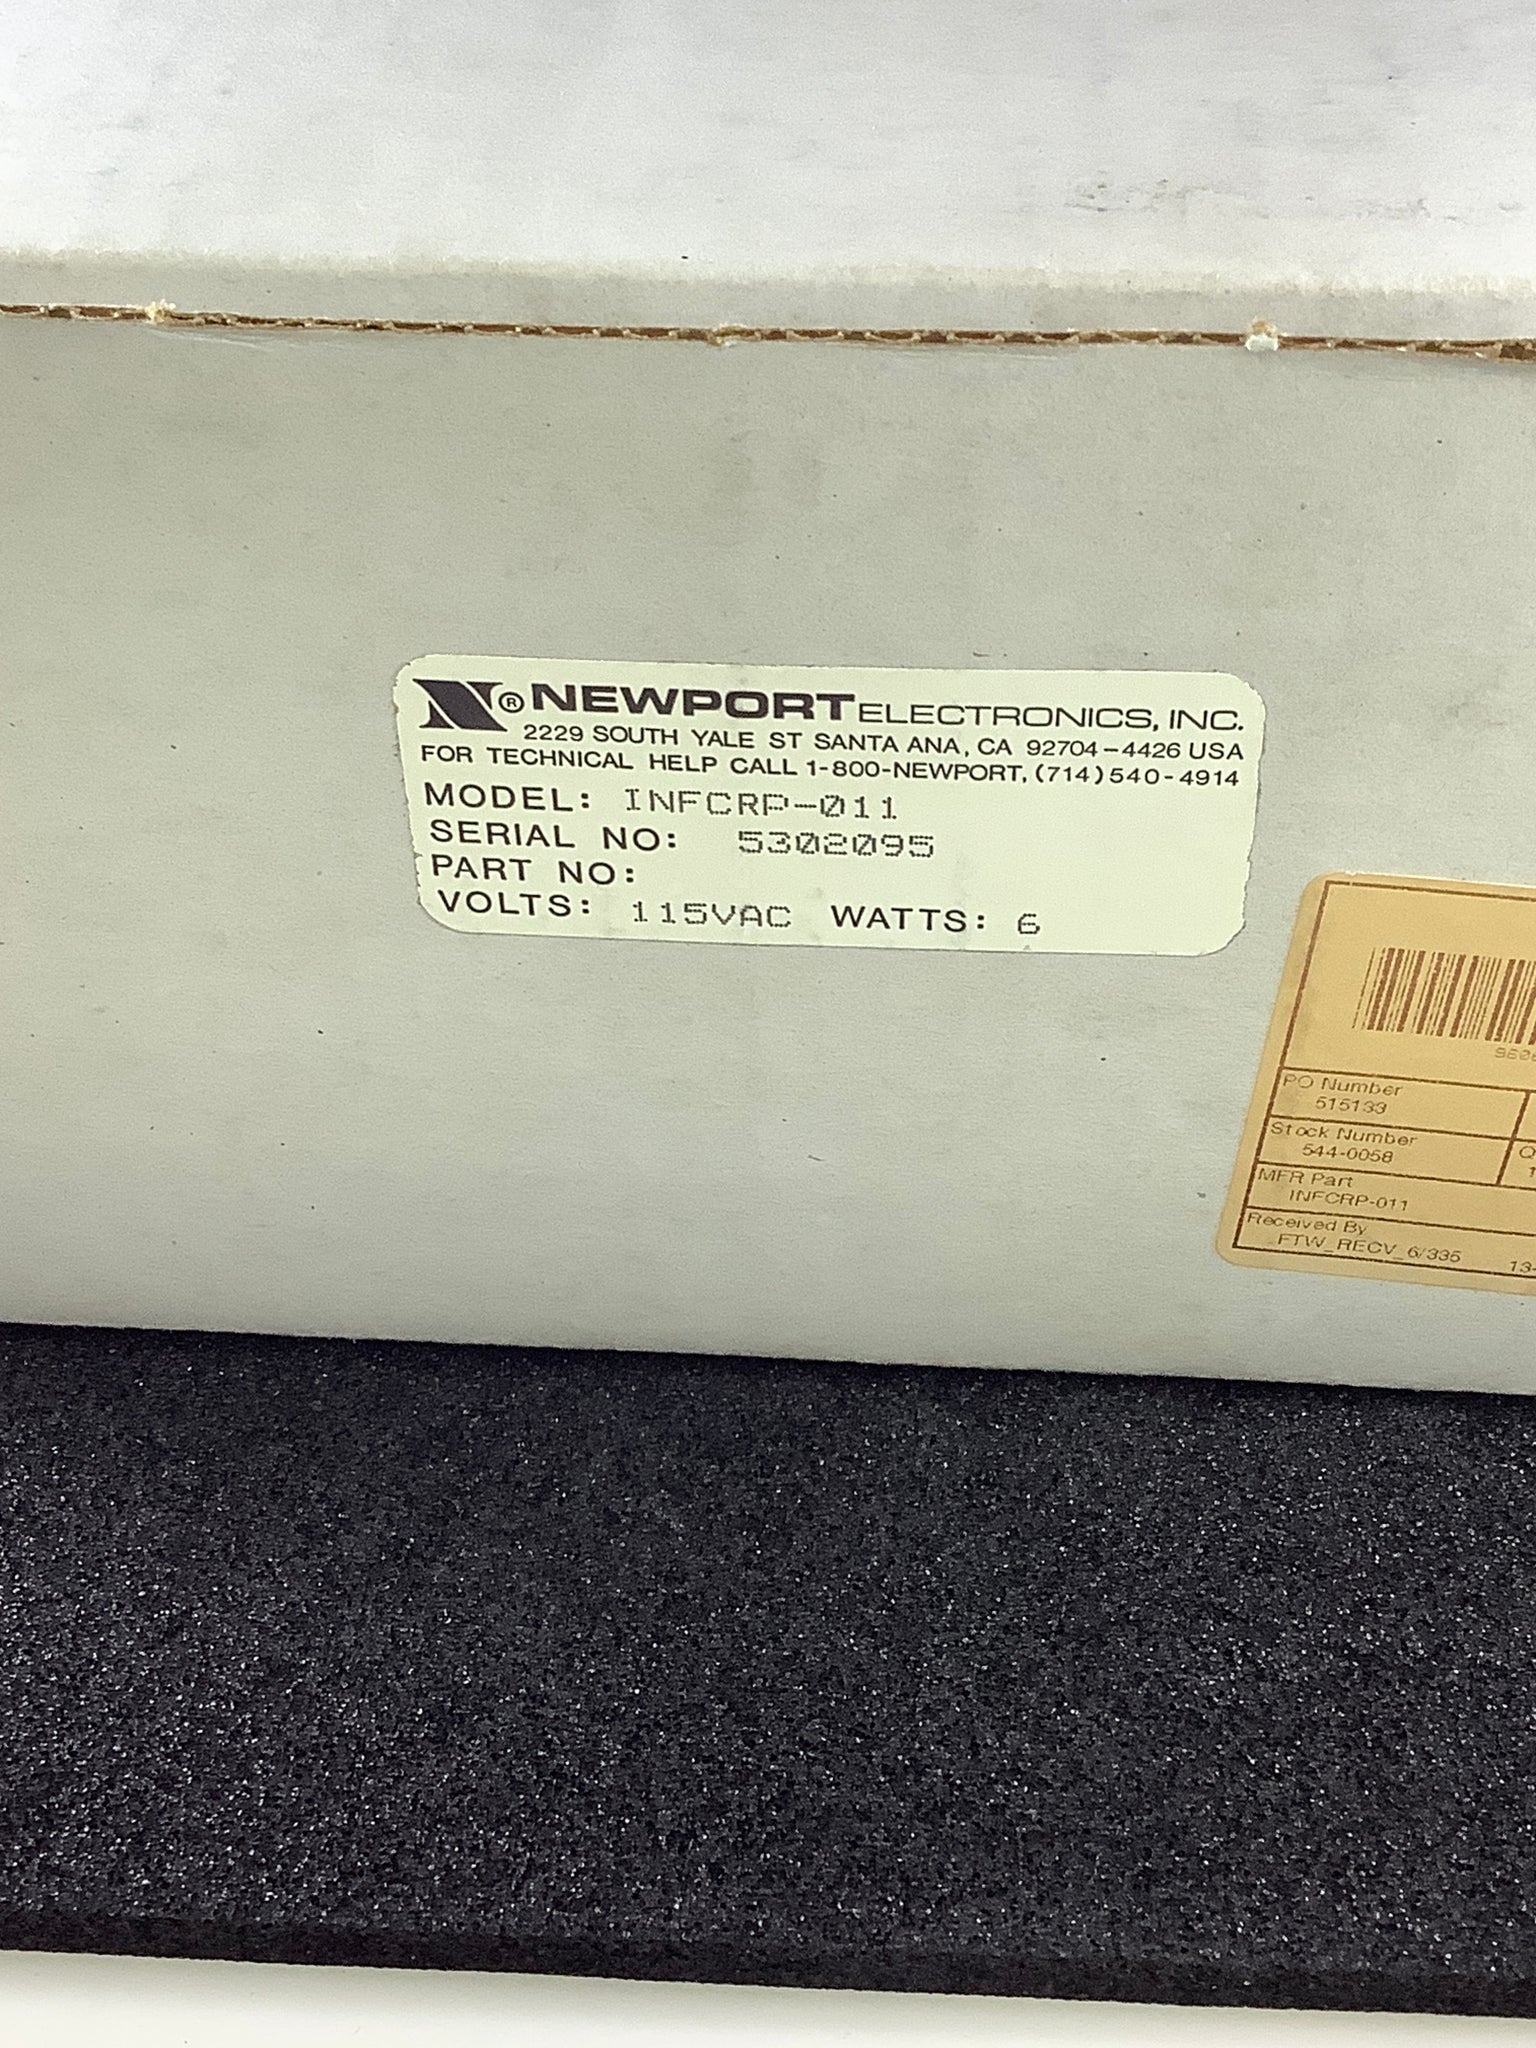 N® NEWPORT ELECTRONICS, INC.
2229 SOUTH YALE ST SANTA ANA, CA 92704-4426 USA
FOR TECHNICAL HELP CALL 1-800-NEWPORT, (714) 540-4914
MODEL: INFCRP-011
SERIAL NO: 5302095
PART NO:
VOLTS: 115VAC WATTS: 6
PO Number
515133
Stock Number
544-0058
MFR Part
INFCRP-011
Received By
FTW_RECV_6/335